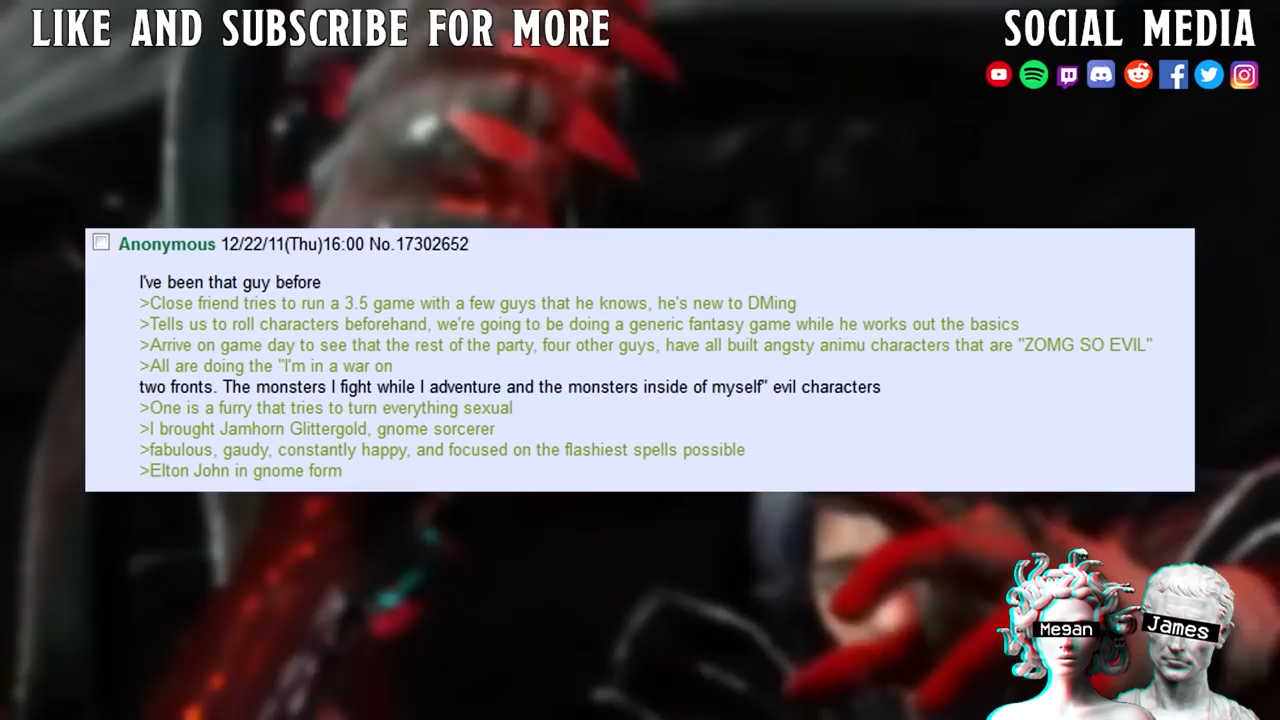 LIKE AND SUBSCRIBE FOR MORE
SOCIAL MEDIA
Anonymous 12/22/11(Thu)16:00 No.17302652
I've been that guy before
>Close friend tries to run a 3.5 game with a few guys that he knows, he's new to DMing
>Tells us to roll characters beforehand, we're going to be doing a generic fantasy game while he works out the basics
>Arrive on game day to see that the rest of the party, four other guys, have all built angsty animu characters that are "ZOMG SO EVIL"
>All are doing the "I'm in a war on
two fronts. The monsters I fight while I adventure and the monsters inside of myself" evil characters
>One is a furry that tries to turn everything sexual
>I brought Jamhorn Glittergold, gnome sorcerer
>fabulous, gaudy, constantly happy, and focused on the flashiest spells possible
>Elton John in gnome form
Megan
James